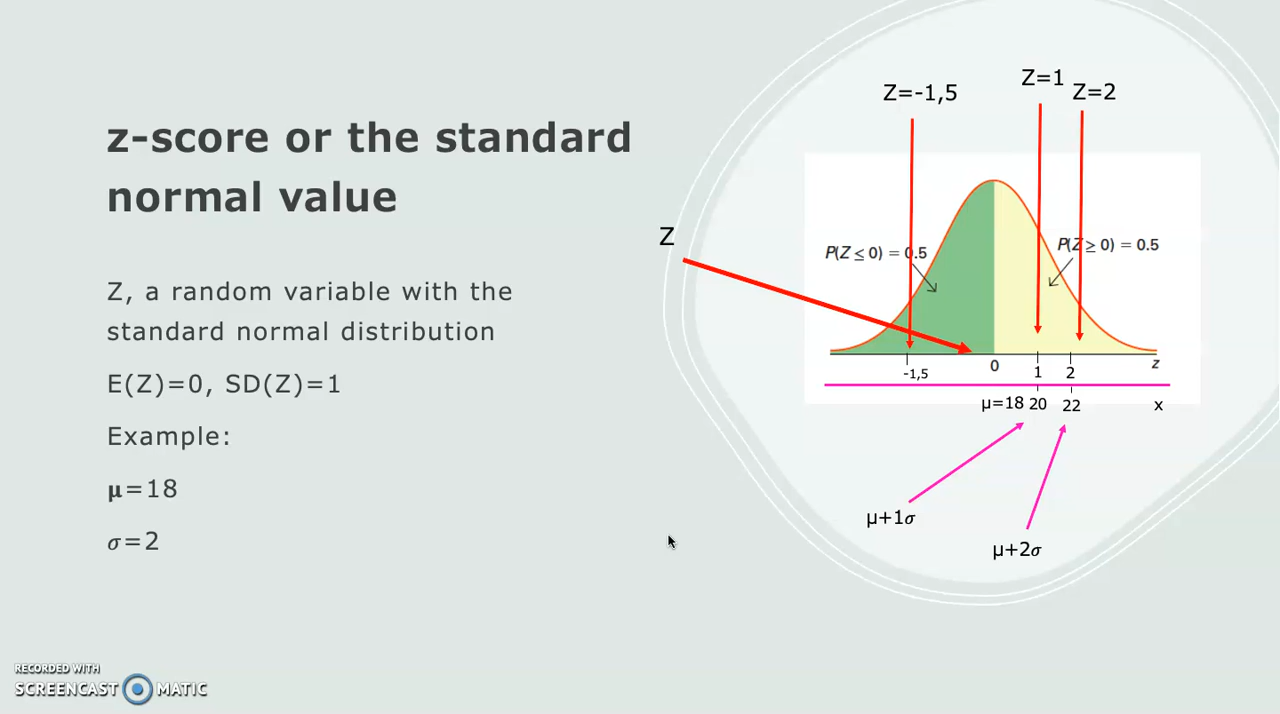 z-score or the standard
normal value
Z, a random variable with the
standard normal distribution
E(Z)=0, SD(Z)=1
Example:
μ=18
σ=2
Z=-1,5
Z=1
Z=2
Z
P(Z ≤ 0) = 0.5
P(Z ≥ 0) = 0.5
-1,5 0 1 2 z
μ=18 20 22 x
μ+1σ
μ+2σ
RECORDED WITH
SCREENCAST MATIC